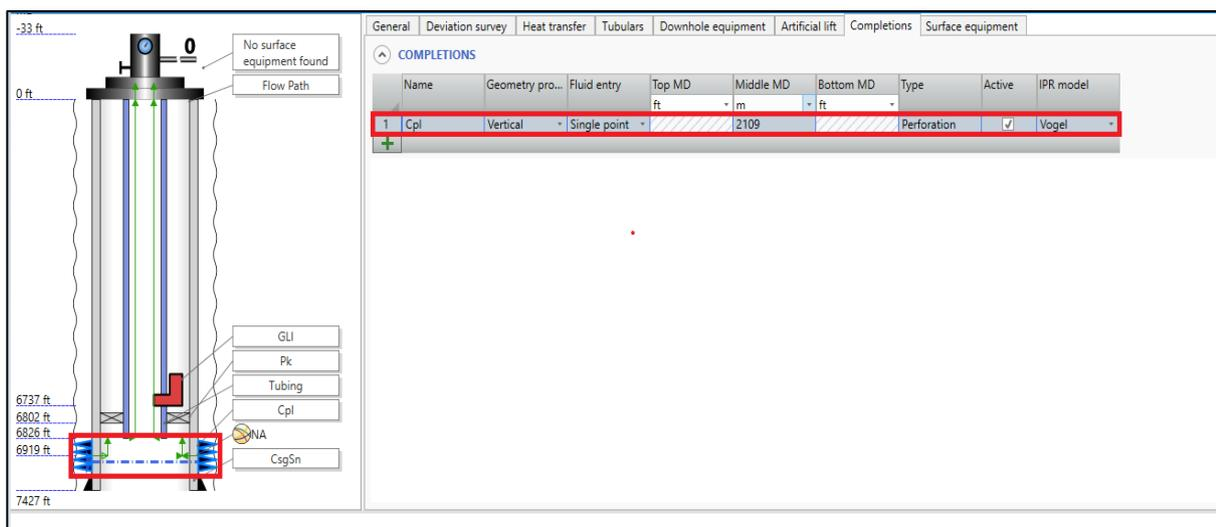 -33 ft
0
No surface
equipment found
Flow Path
0 ft
GLI
Pk
Tubing
Cpl
NA
CsgSn
6737 ft
6802 ft
6826 ft
6919 ft
7427 ft
General Deviation survey Heat transfer Tubulars Downhole equipment Artificial lift Completions Surface equipment
COMPLETIONS
Name Geometry pro... Fluid entry Top MD Middle MD Bottom MD Type Active IPR model
ft m ft
1 Cpl Vertical Single point 2109 Perforation Vogel